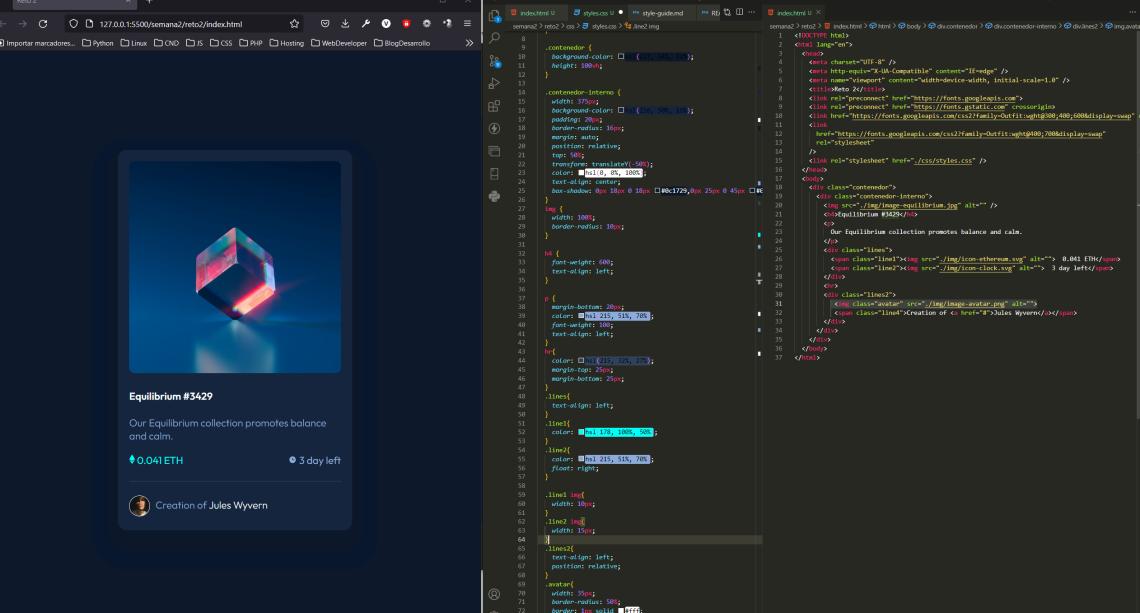 Reto 2
127.0.0.1:5500/semana2/reto2/index.html
Importar marcadores...
Python
Linux
CND
JS
CSS
PHP
Hosting
WebDeveloper
BlogDesarrollo
Equilibrium #3429
Our Equilibrium collection promotes balance
and calm.
0.041 ETH
3 day left
Creation of Jules Wyvern
index.html U
styles.css U
style-guide.md
semana2 > reto2 > css > styles.css > .line2 img
8
9 .contenedor {
10 background-color:
11 height: 100vh;
12 }
13
14 .contenedor-interno {
15 width: 375px;
16 background-color:
17 padding: 20px;
18 border-radius: 16px;
19 margin: auto;
20 position: relative;
21 top: 50%;
22 transform: translateY(-50%);
23 color: hsl(0, 0%, 100%);
24 text-align: center;
25 box-shadow: 0px 18px 0 18px #0c1729,0px 25px 0 45px
26 }
27 img {
28 width: 100%;
29 border-radius: 10px;
30 }
31
32 h4 {
33 font-weight: 600;
34 text-align: left;
35 }
36
37 p {
38 margin-bottom: 20px;
39 color: hsl 215, 51%, 70% ;
40 font-weight: 100;
41 text-align: left;
42 }
43 hr{
44 color: hsl(215, 32%, 27%);
45 margin-top: 25px;
46 margin-bottom: 25px;
47 }
48 .lines{
49 text-align: left;
50 }
51 .line1{
52 color: hsl 178, 100%, 50% ;
53 }
54 .line2{
55 color: hsl 215, 51%, 70% ;
56 float: right;
57 }
58
59 .line1 img{
60 width: 10px;
61 }
62 .line2 img{
63 width: 15px;
64 }
65 .lines2{
66 text-align: left;
67 position: relative;
68 }
69 .avatar{
70 width: 35px;
71 border-radius: 50%;
72 border: 1px solid #fff;
index.html U
semana2 > reto2 > index.html > html > body > div.contenedor > div.contenedor-interno > div.lines2 > img.avatar
1 <!DOCTYPE html>
2 <html lang="en">
3 <head>
4 <meta charset="UTF-8" />
5 <meta http-equiv="X-UA-Compatible" content="IE=edge" />
6 <meta name="viewport" content="width=device-width, initial-scale=1.0" />
7 <title>Reto 2</title>
8 <link rel="preconnect" href="https://fonts.googleapis.com">
9 <link rel="preconnect" href="https://fonts.gstatic.com" crossorigin>
10 <link href="https://fonts.googleapis.com/css2?family=Outfit:wght@300;400;600&display=swap"
11 <link
12 href="https://fonts.googleapis.com/css2?family=Outfit:wght@400;700&display=swap"
13 rel="stylesheet"
14 />
15 <link rel="stylesheet" href="./css/styles.css" />
16 </head>
17 <body>
18 <div class="contenedor">
19 <div class="contenedor-interno">
20 <img src="./img/image-equilibrium.jpg" alt="" />
21 <h4>Equilibrium #3429</h4>
22 <p>
23 Our Equilibrium collection promotes balance and calm.
24 </p>
25 <div class="lines">
26 <span class="line1"><img src="./img/icon-ethereum.svg" alt=""> 0.041 ETH</span>
27 <span class="line2"><img src="./img/icon-clock.svg" alt=""> 3 day left</span>
28 </div>
29 <hr>
30 <div class="lines2">
31 <img class="avatar" src="./img/image-avatar.png" alt="">
32 <span class="line4">Creation of <a href="#">Jules Wyvern</a></span>
33 </div>
34 </div>
35 </div>
36 </body>
37 </html>